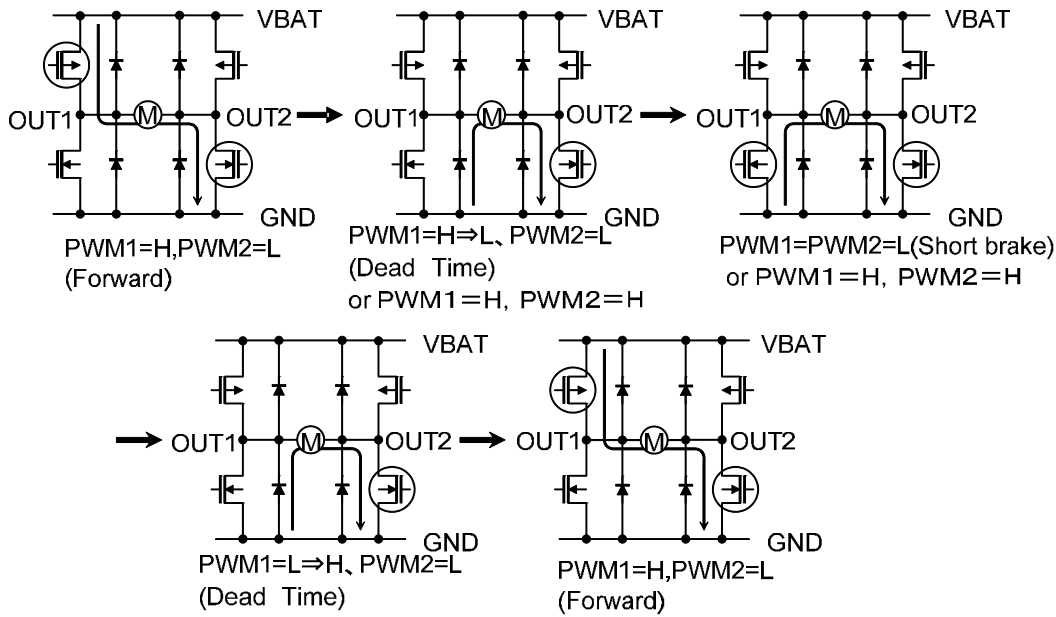 VBAT
OUT1
M
OUT2
GND
PWM1=H,PWM2=L
(Forward)
VBAT
OUT1
M
OUT2
GND
PWM1=H⇒L、PWM2=L
(Dead Time)
or PWM1=H, PWM2=H
VBAT
OUT1
M
OUT2
GND
PWM1=PWM2=L(Short brake)
or PWM1=H, PWM2=H
VBAT
OUT1
M
OUT2
GND
PWM1=L⇒H、PWM2=L
(Dead Time)
VBAT
OUT1
M
OUT2
GND
PWM1=H,PWM2=L
(Forward)